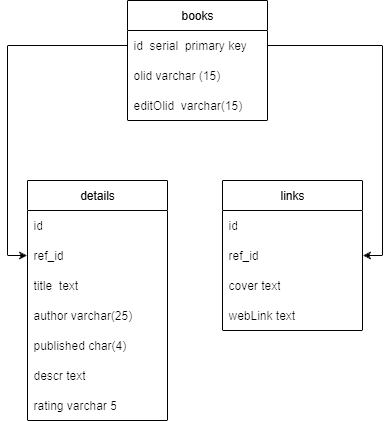 books
id serial primary key
olid varchar (15)
editOlid varchar(15)
details
id
ref_id
title text
author varchar(25)
published char(4)
descr text
rating varchar 5
links
id
ref_id
cover text
webLink text